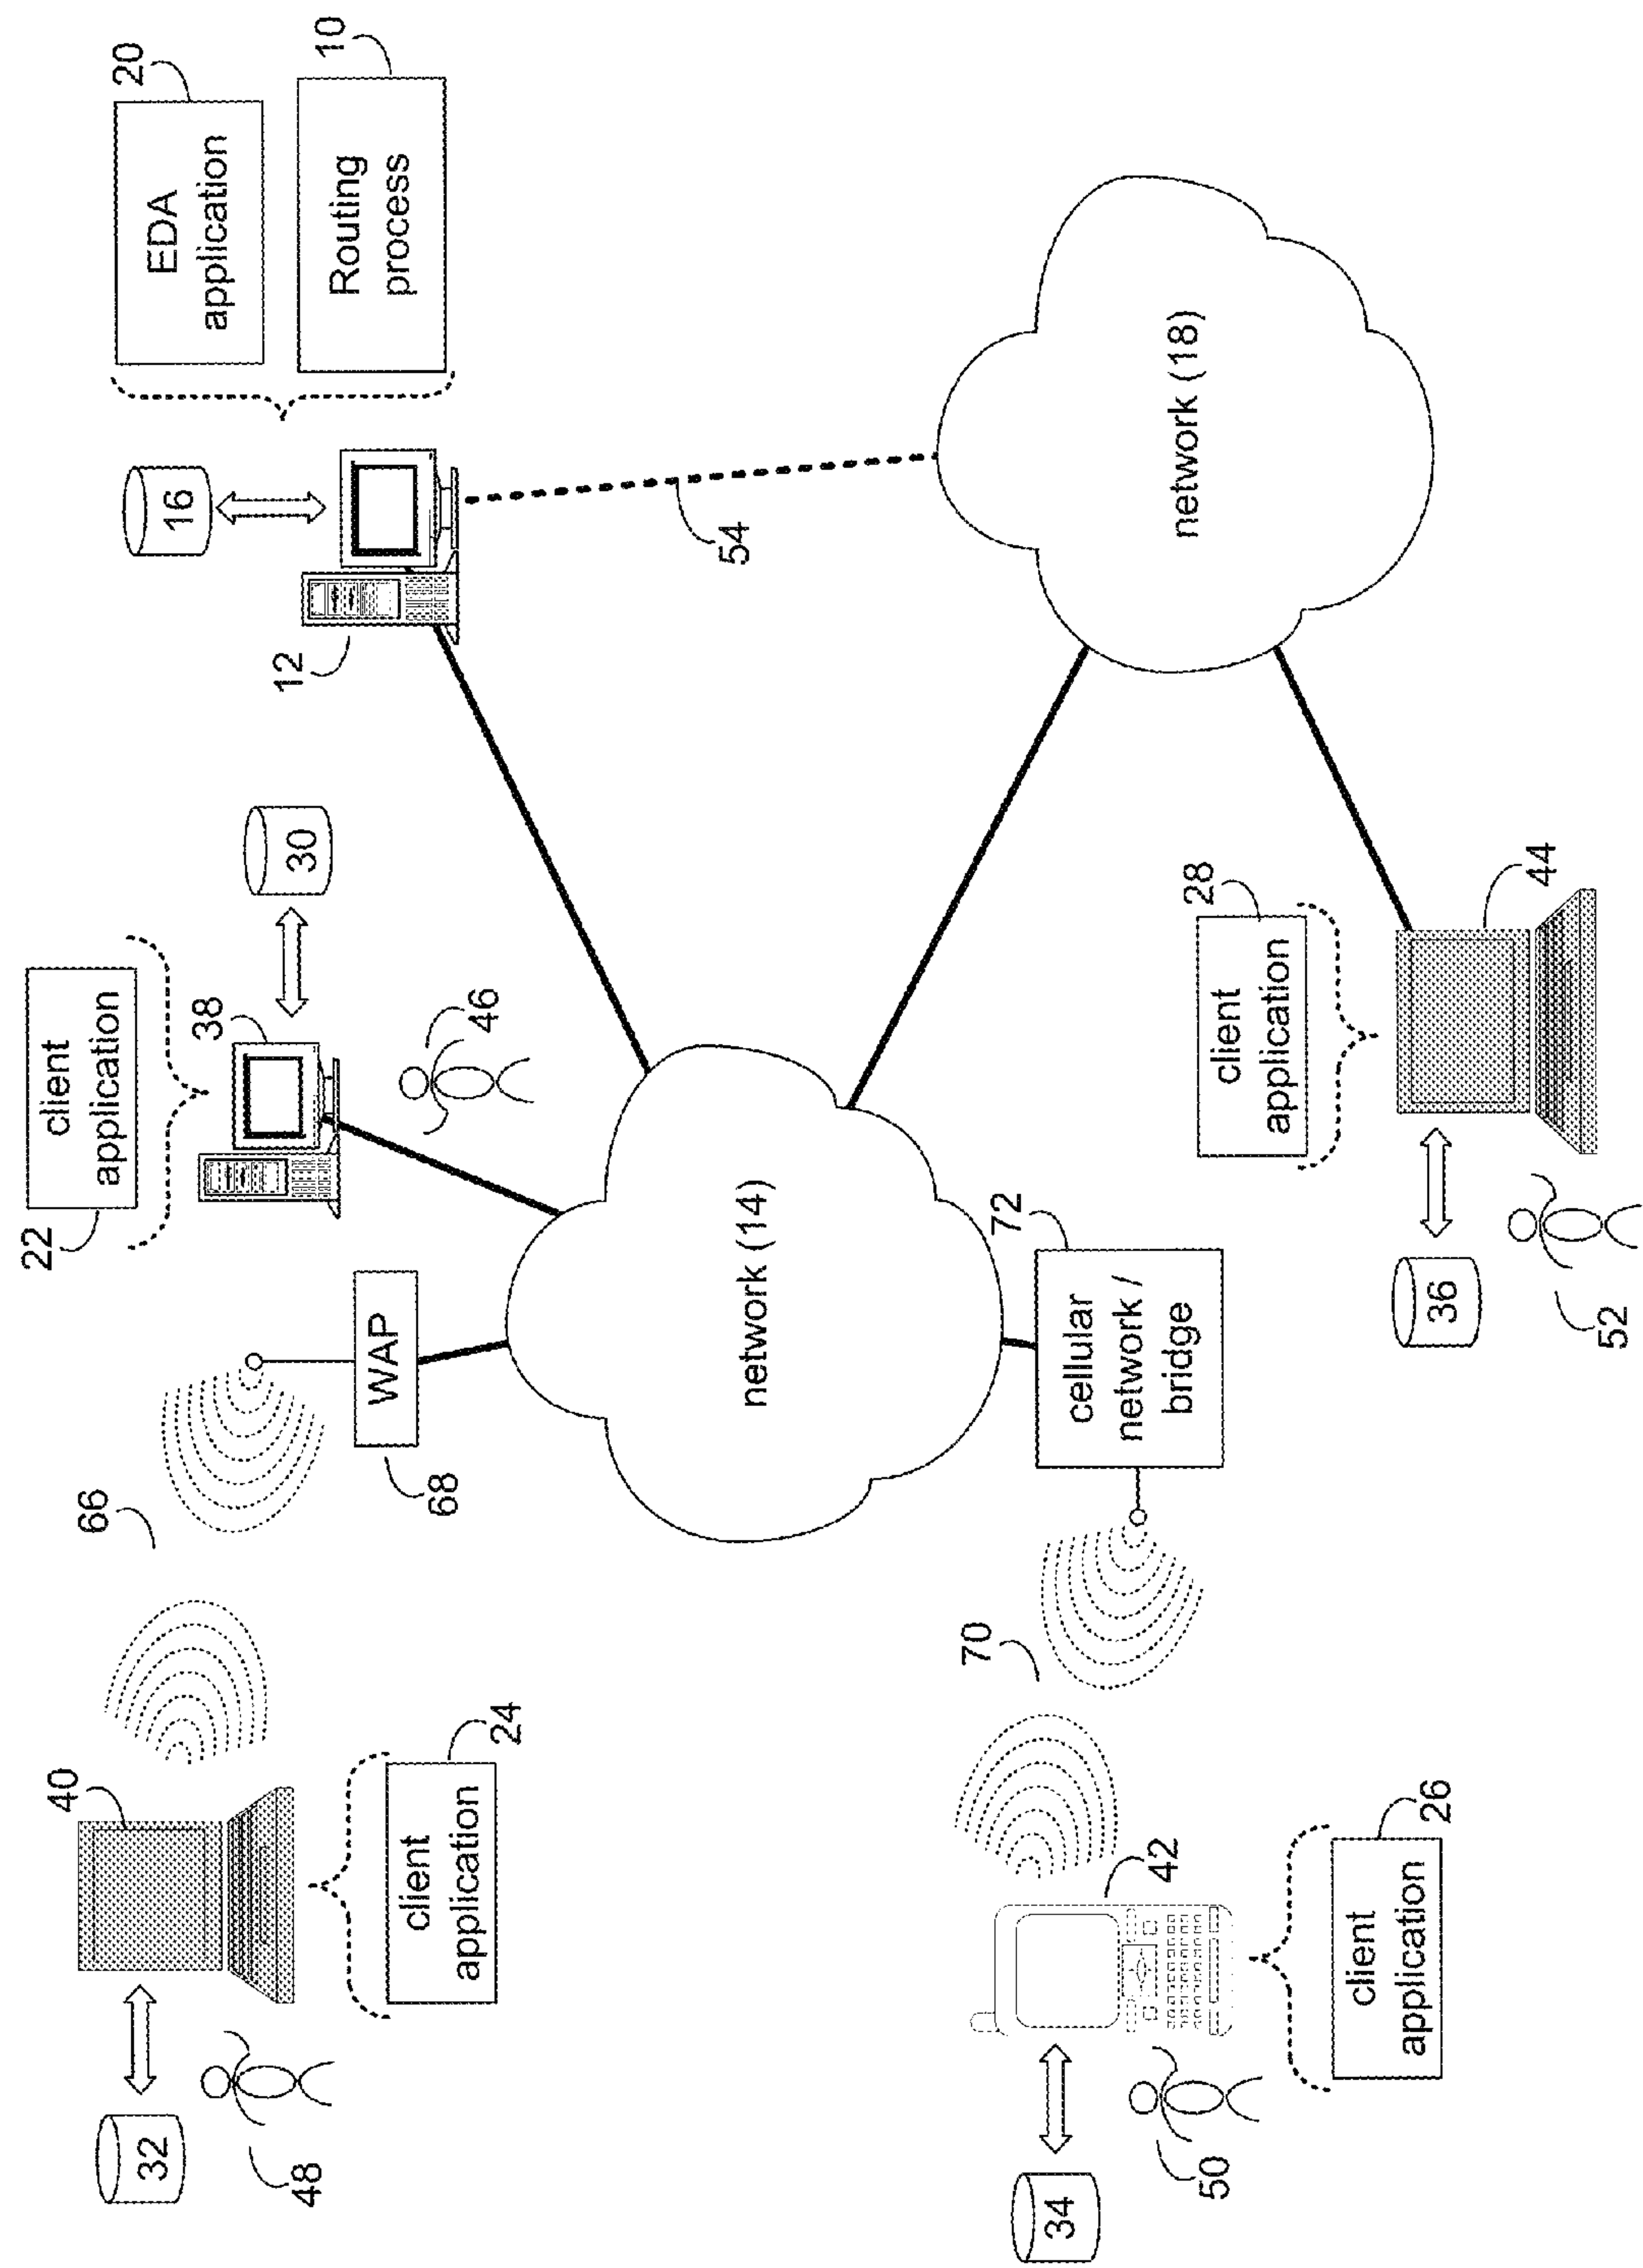 22
client
application
40
66
20
EDA
application
32
16
38
12
48
30
10
Routing
process
WAP
68
client
application
24
46
54
network (14)
70
72
cellular
network /
bridge
34
42
50
network (18)
28
client
application
client
application
26
36
44
52